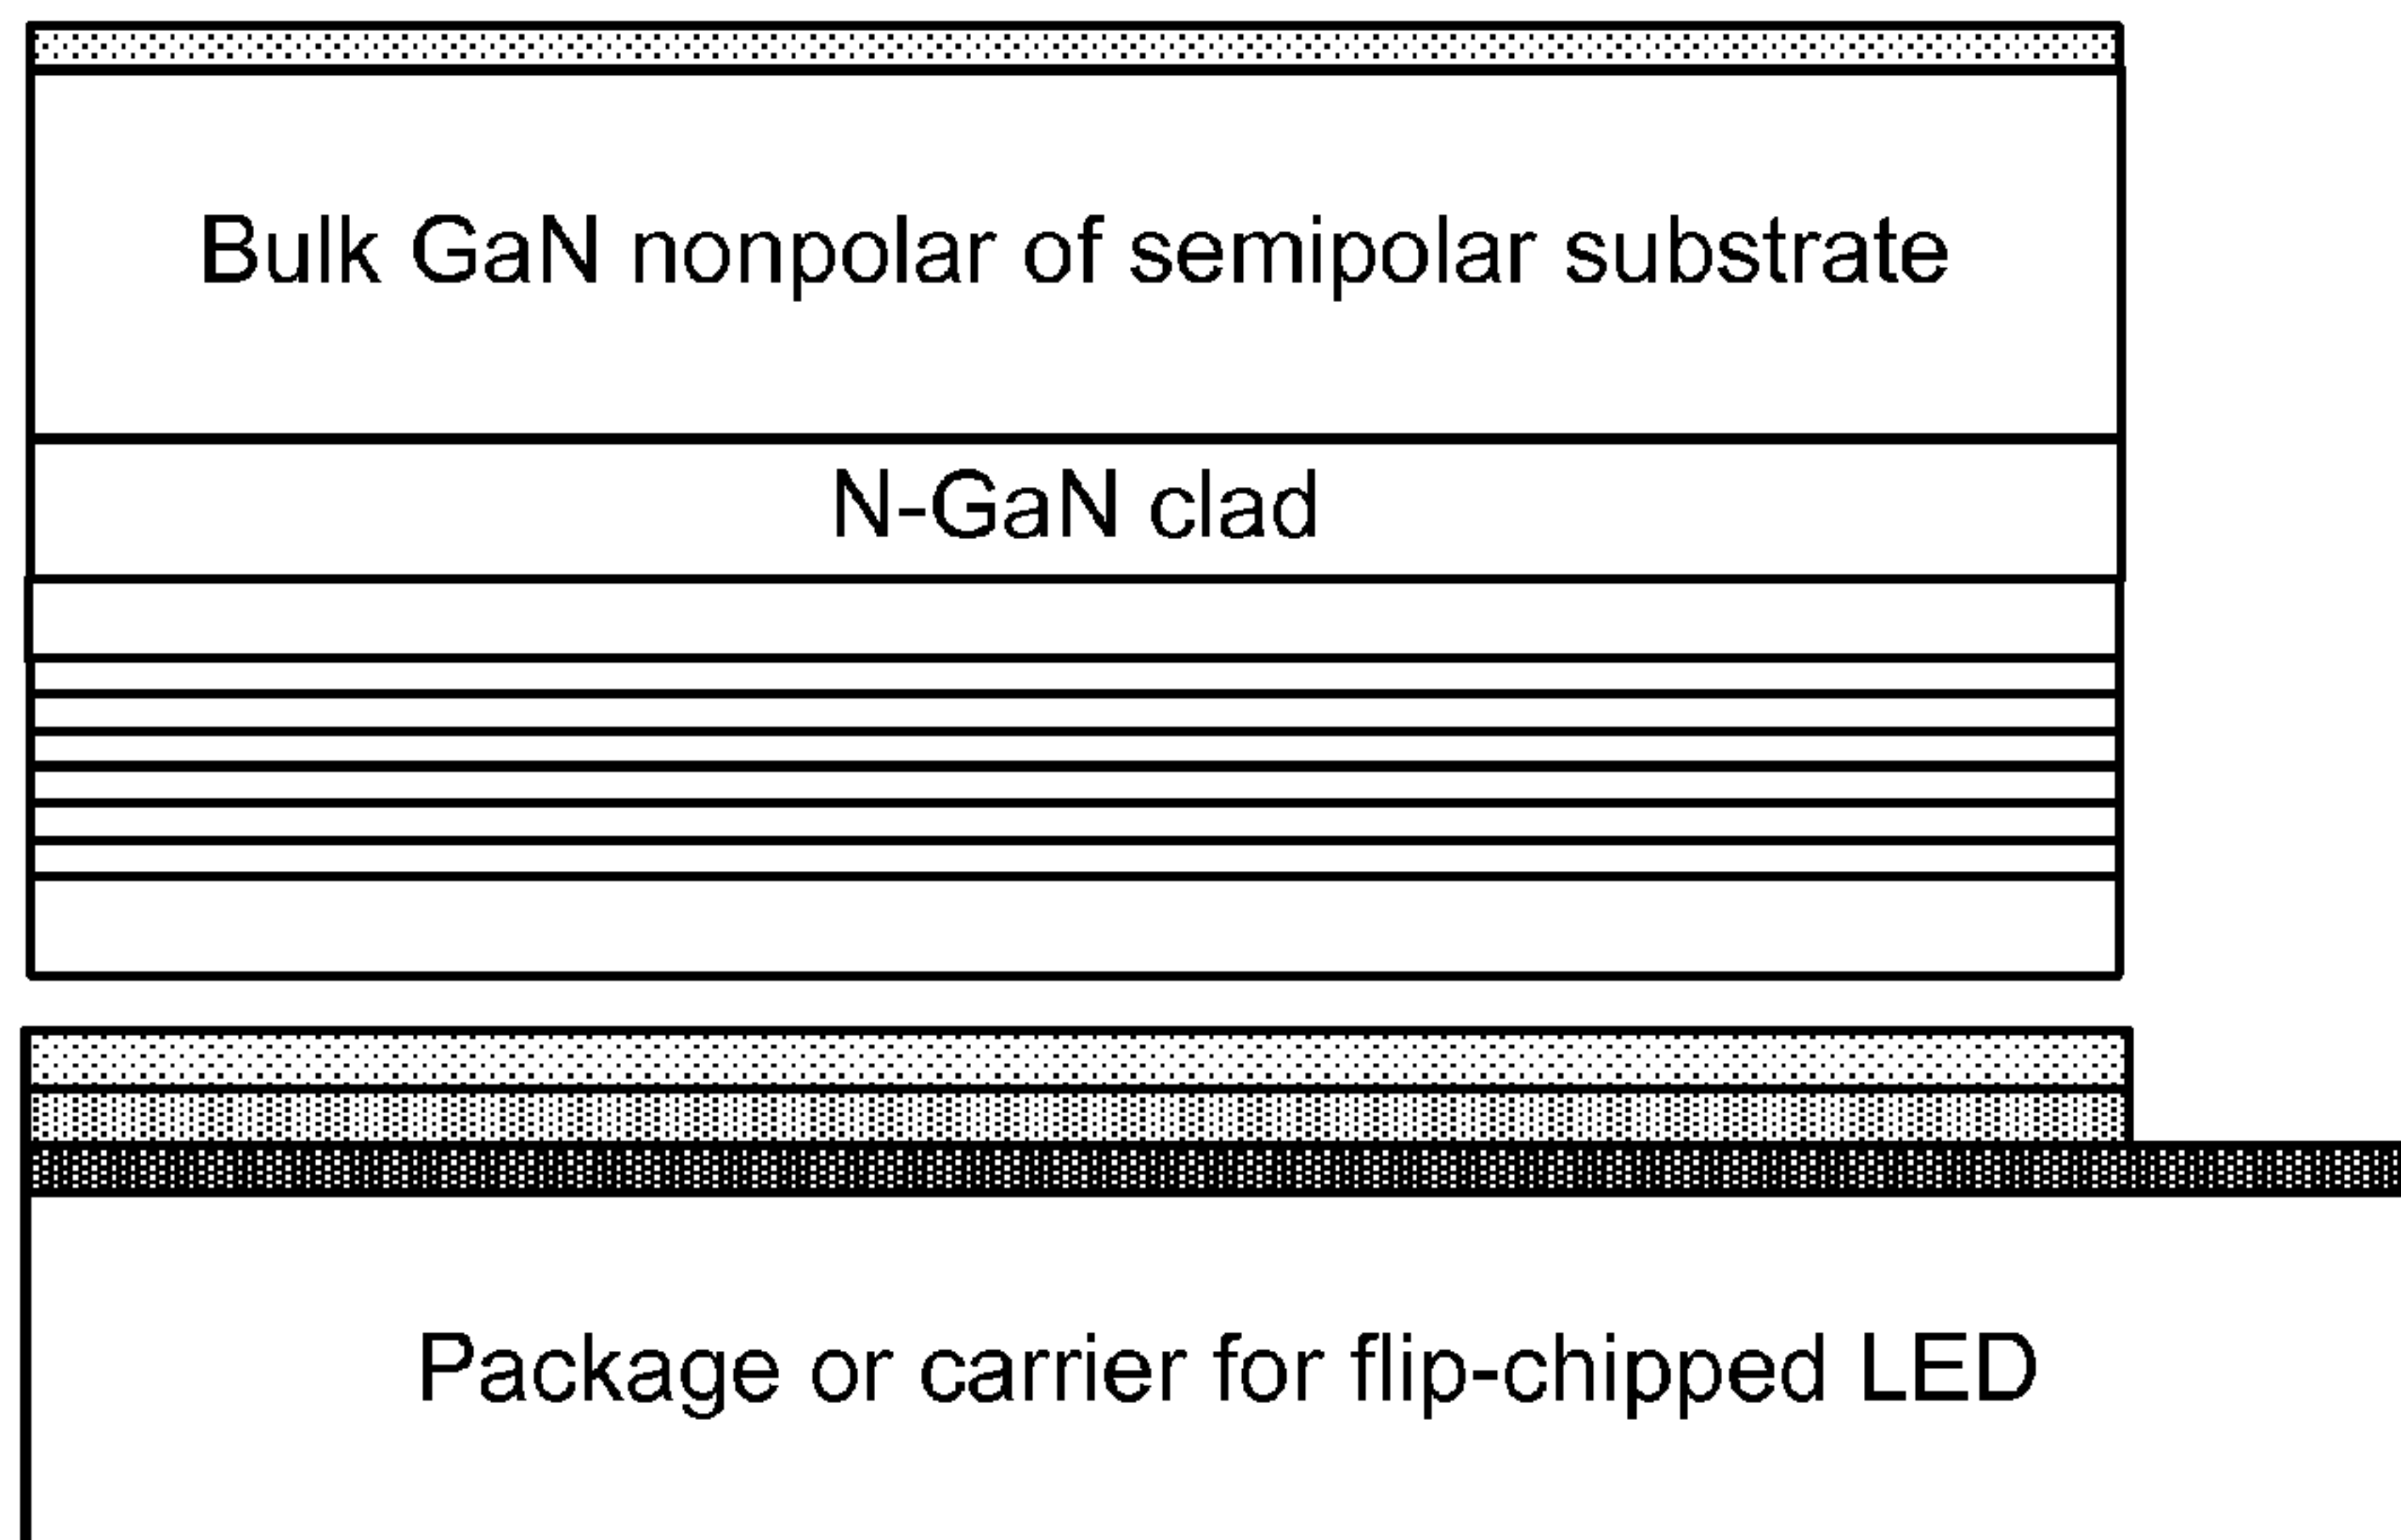 Bulk GaN nonpolar of semipolar substrate
N-GaN clad
Package or carrier for flip-chipped LED